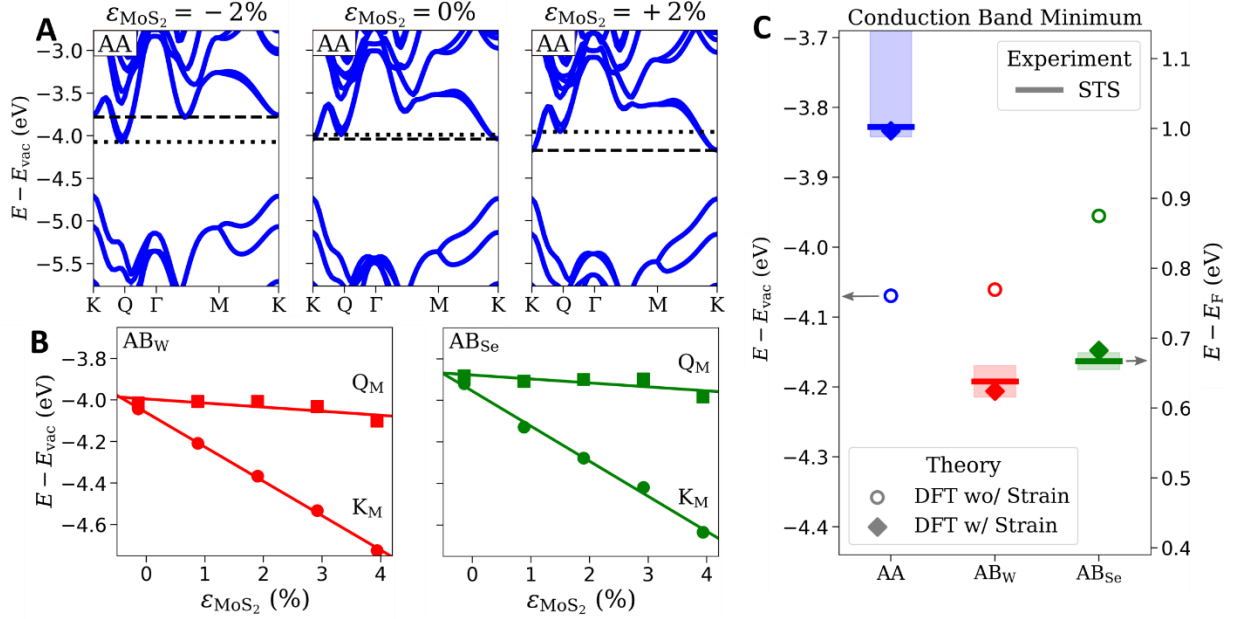 A
ε_MoS₂ = −2%
ε_MoS₂ = 0%
ε_MoS₂ = +2%
AA
AA
AA
E − E_vac (eV)
−3.0
−3.5
−4.0
−4.5
−5.0
−5.5
K Q Γ M K
K Q Γ M K
K Q Γ M K
B
AB_W
Q_M
K_M
E − E_vac (eV)
−3.8
−4.0
−4.2
−4.4
−4.6
0 1 2 3 4
ε_MoS₂ (%)
AB_Se
Q_M
K_M
0 1 2 3 4
ε_MoS₂ (%)
C
Conduction Band Minimum
Experiment
STS
E − E_vac (eV)
−3.7
−3.8
−3.9
−4.0
−4.1
−4.2
−4.3
−4.4
E − E_F (eV)
1.1
1.0
0.9
0.8
0.7
0.6
0.5
0.4
Theory
DFT wo/ Strain
DFT w/ Strain
AA AB_W AB_Se